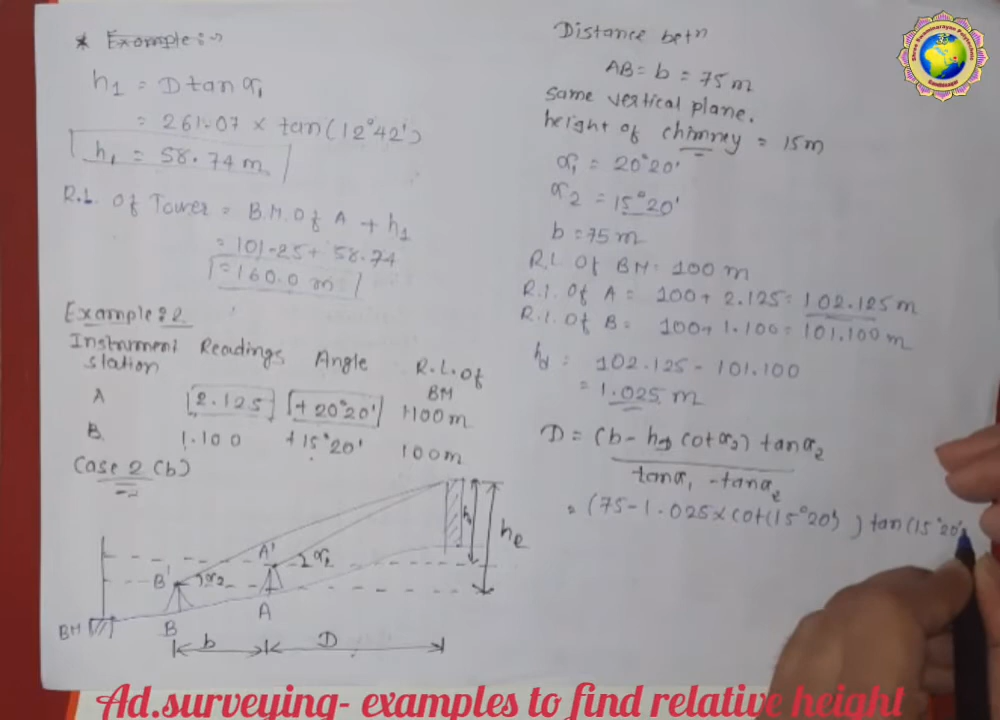 * Example:-
h1 = D tan α1
= 261.07 × tan (12°42')
h1 = 58.74 m
R.L. Of Tower = B.M. Of A + h1
= 101.25 + 58.74
= 160.0 m
Example: 2
Instrument station Readings Angle R.L. Of BM
A 2.125 + 20°20' 100 m
B. 1.100 + 15°20' 100 m
Case 2 (b)
A' α2
B' α2
h1
he
BM B A
b D
Distance betn
AB = b = 75 m
same vertical plane.
height of chimney = 15 m
α1 = 20°20'
α2 = 15°20'
b = 75 m
R.L Of BM = 100 m
R.L. Of A = 100 + 2.125 = 102.125 m
R.L. Of B = 100 + 1.100 = 101.100 m
hd = 102.125 - 101.100
= 1.025 m
D = (b - hd cot α2) tan α2
tan α1 - tan α2
= (75 - 1.025 × cot (15°20') ) tan (15°20'
Ad.surveying- examples to find relative height